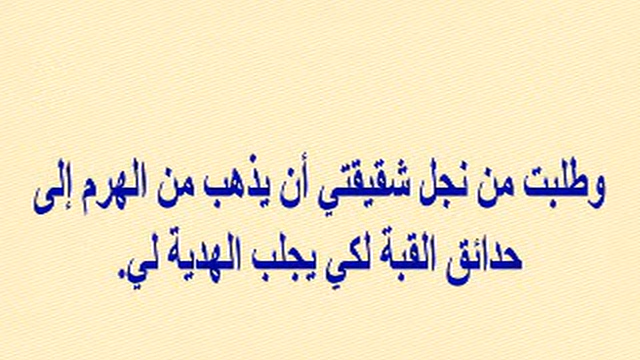 وطلبت من نجل شقيقتي أن يذهب من الهرم إلى
حدائق القبة لكي يجلب الهدية لي.